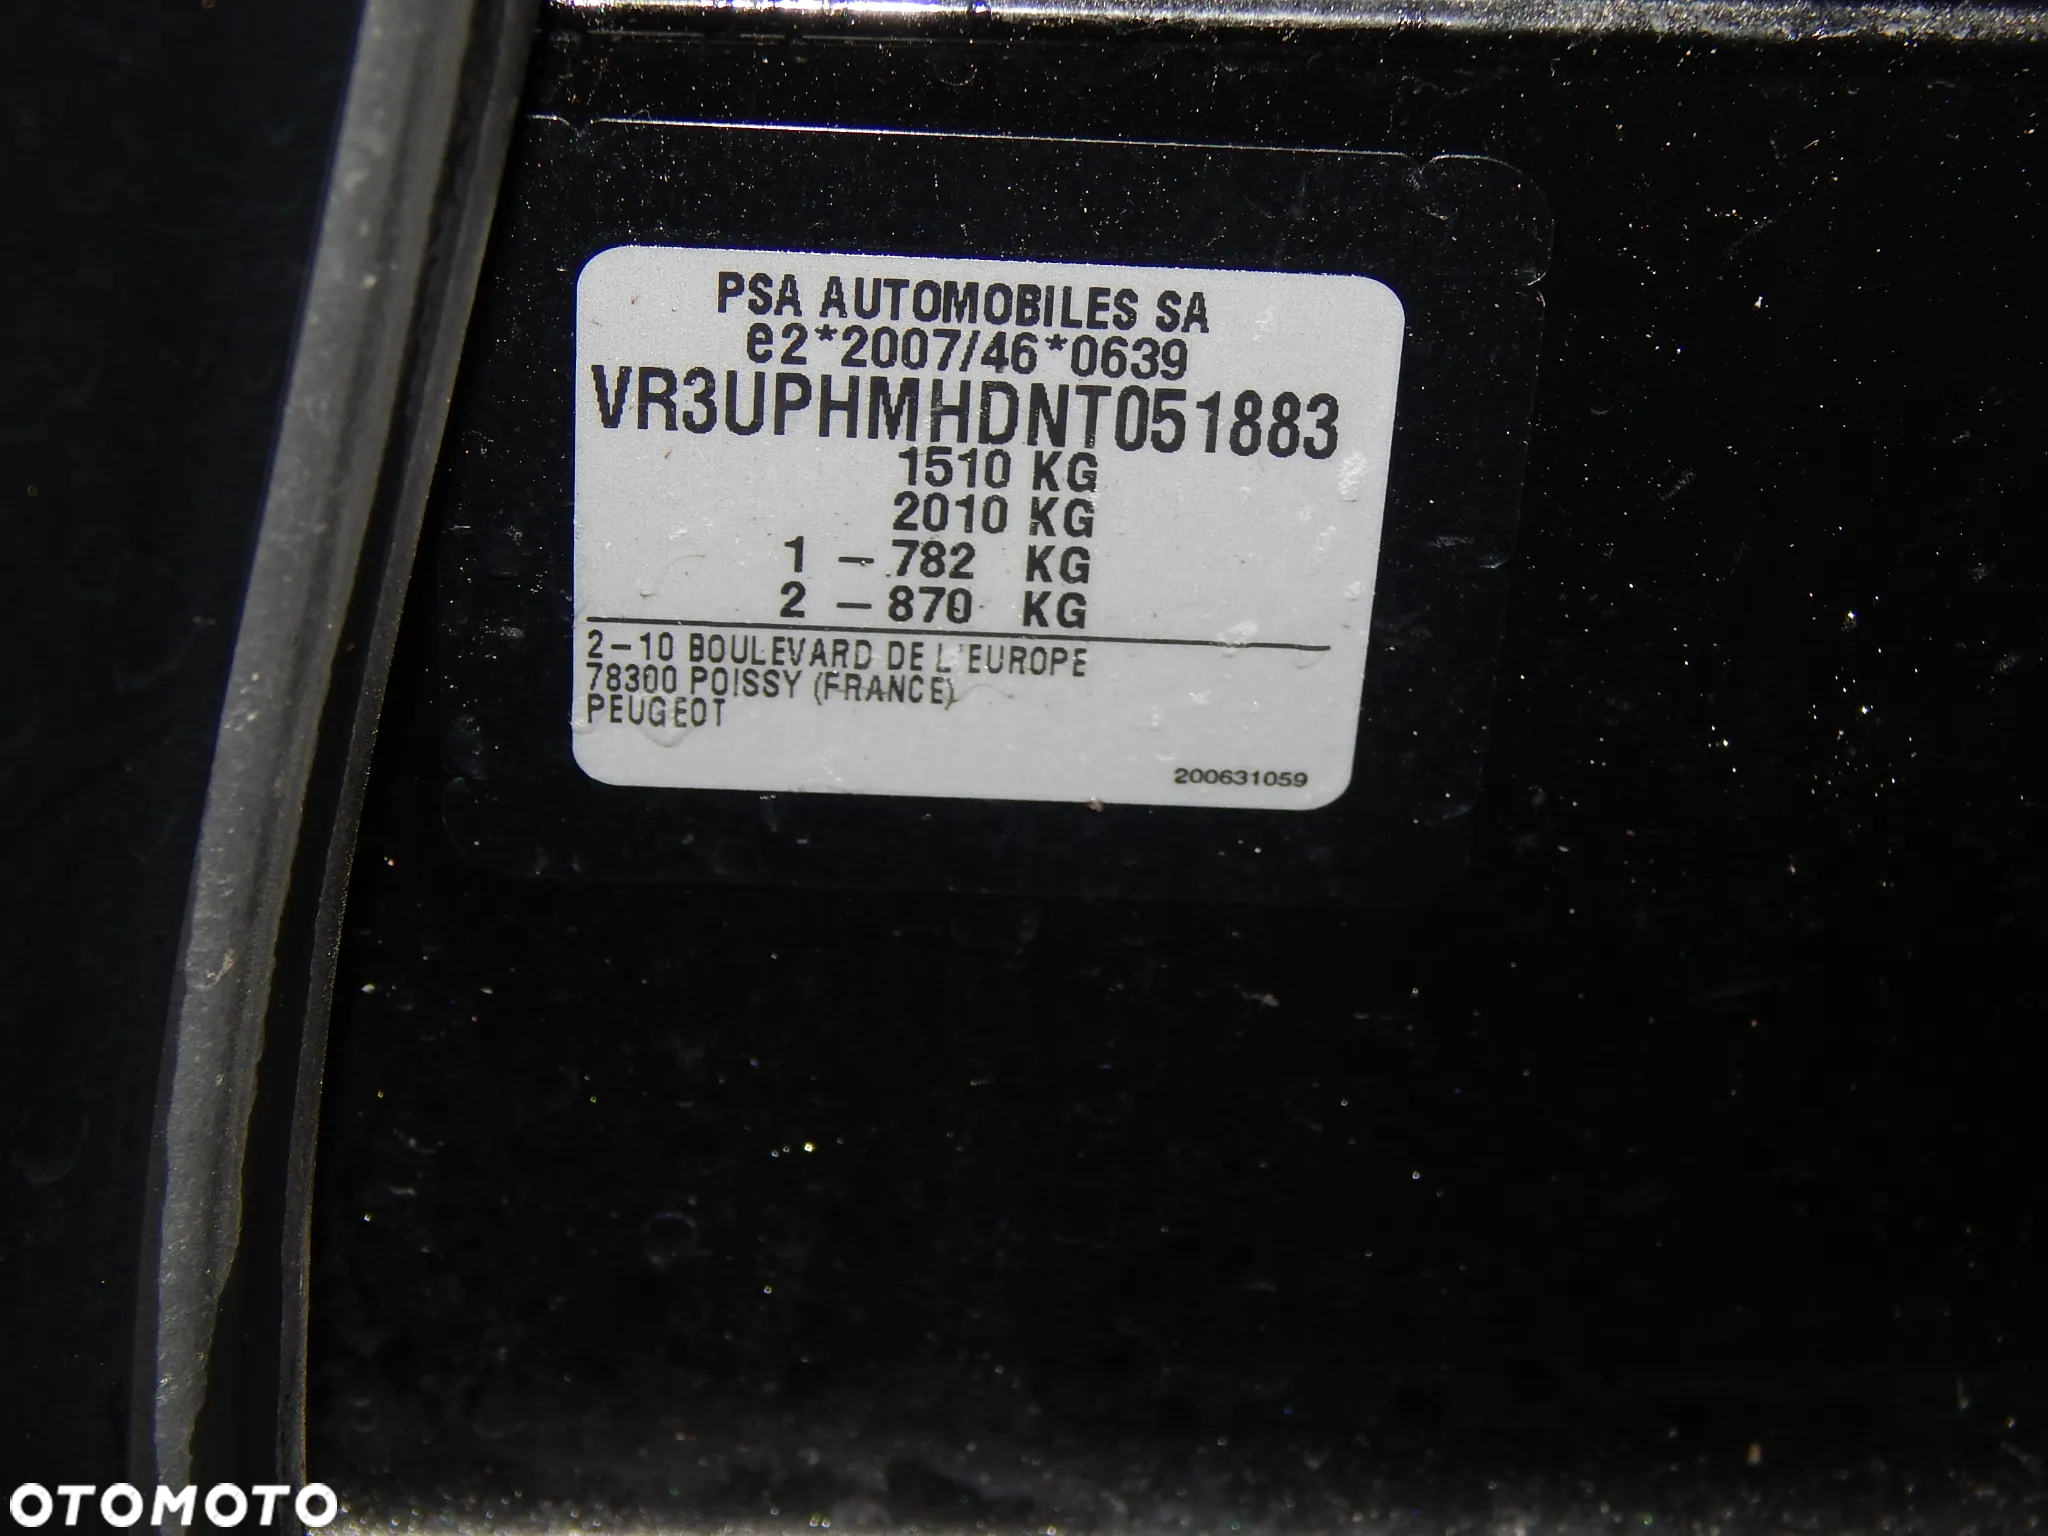 PSA AUTOMOBILES SA
e2*2007/46*0639
VR3UPHMHDNT051883
1510 KG
2010 KG
1 - 782 KG
2 - 870 KG
2-10 BOULEVARD DE L'EUROPE
78300 POISSY (FRANCE)
PEUGEOT
200631059
OTOMOTO